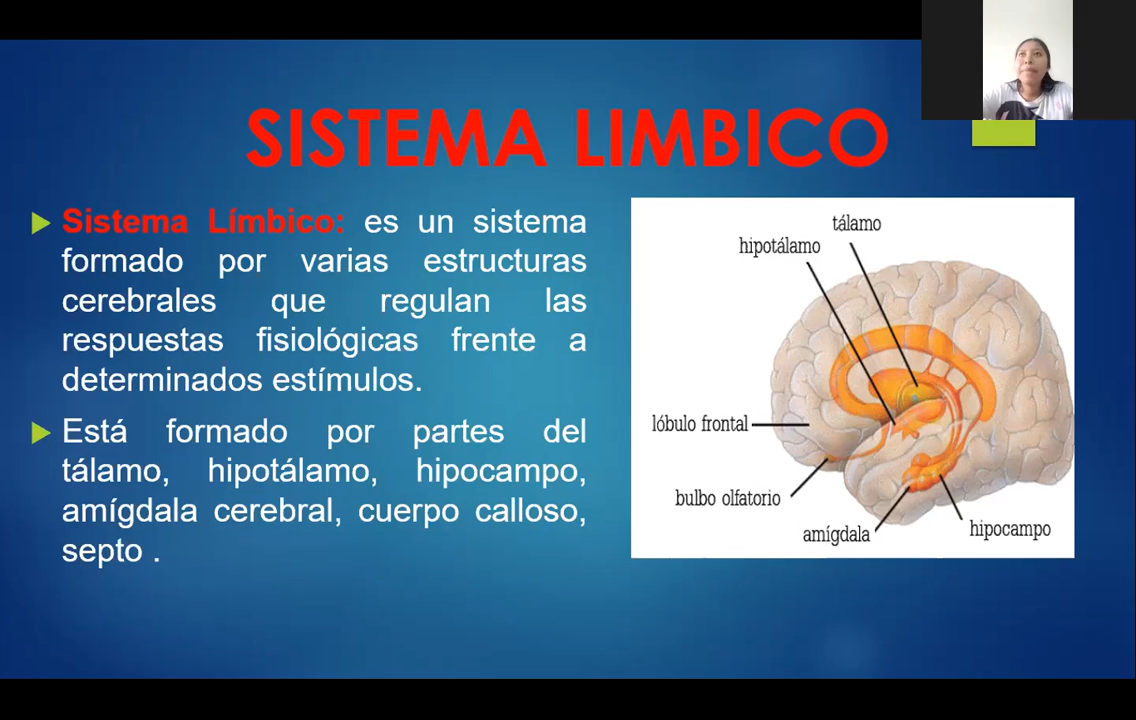 SISTEMA LIMBICO
Sistema Límbico: es un sistema
formado por varias estructuras
cerebrales que regulan las
respuestas fisiológicas frente a
determinados estímulos.
Está formado por partes del
tálamo, hipotálamo, hipocampo,
amígdala cerebral, cuerpo calloso,
septo .
tálamo
hipotálamo
lóbulo frontal
bulbo olfatorio
amígdala
hipocampo